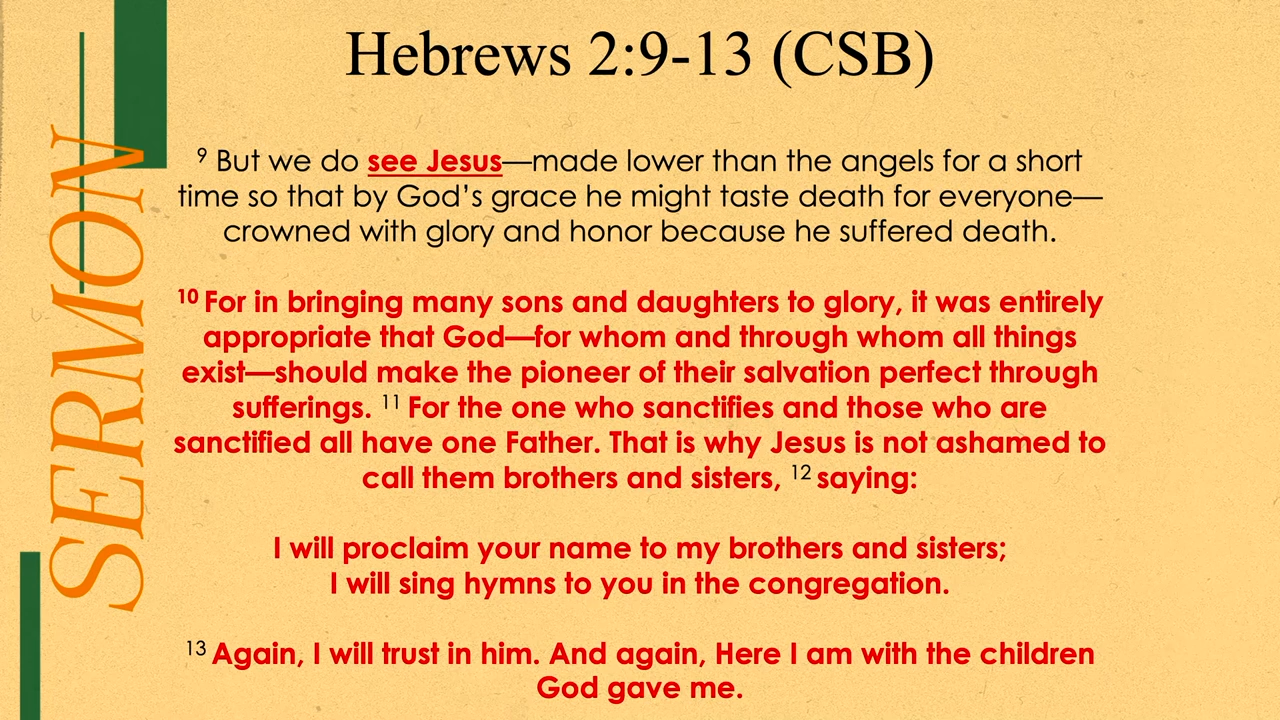 Hebrews 2:9-13 (CSB)
SERMON
9 But we do see Jesus—made lower than the angels for a short
time so that by God’s grace he might taste death for everyone—
crowned with glory and honor because he suffered death.
10 For in bringing many sons and daughters to glory, it was entirely
appropriate that God—for whom and through whom all things
exist—should make the pioneer of their salvation perfect through
sufferings. 11 For the one who sanctifies and those who are
sanctified all have one Father. That is why Jesus is not ashamed to
call them brothers and sisters, 12 saying:
I will proclaim your name to my brothers and sisters;
I will sing hymns to you in the congregation.
13 Again, I will trust in him. And again, Here I am with the children
God gave me.